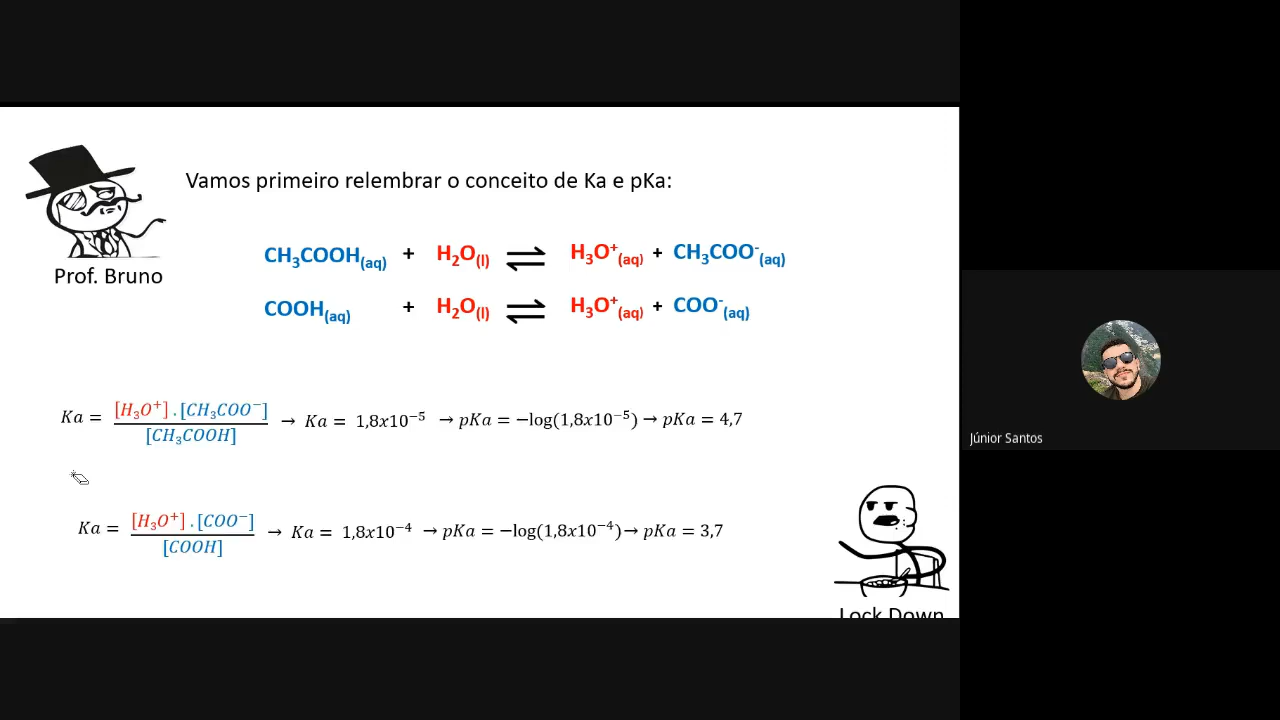 Vamos primeiro relembrar o conceito de Ka e pKa:
Prof. Bruno
CH₃COOH(aq) + H₂O(l) ⇌ H₃O⁺(aq) + CH₃COO⁻(aq)
COOH(aq) + H₂O(l) ⇌ H₃O⁺(aq) + COO⁻(aq)
Ka = [H₃O⁺] . [CH₃COO⁻] / [CH₃COOH] → Ka = 1,8x10⁻⁵ → pKa = −log(1,8x10⁻⁵) → pKa = 4,7
Júnior Santos
Ka = [H₃O⁺] . [COO⁻] / [COOH] → Ka = 1,8x10⁻⁴ → pKa = −log(1,8x10⁻⁴) → pKa = 3,7
Lock Down